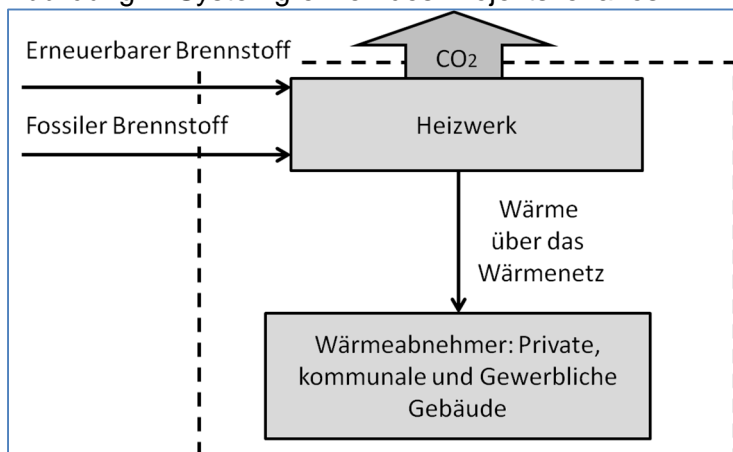 Erneuerbarer Brennstoff
CO2
Fossiler Brennstoff
Heizwerk
Wärme
über das
Wärmenetz
Wärmeabnehmer: Private,
kommunale und Gewerbliche
Gebäude